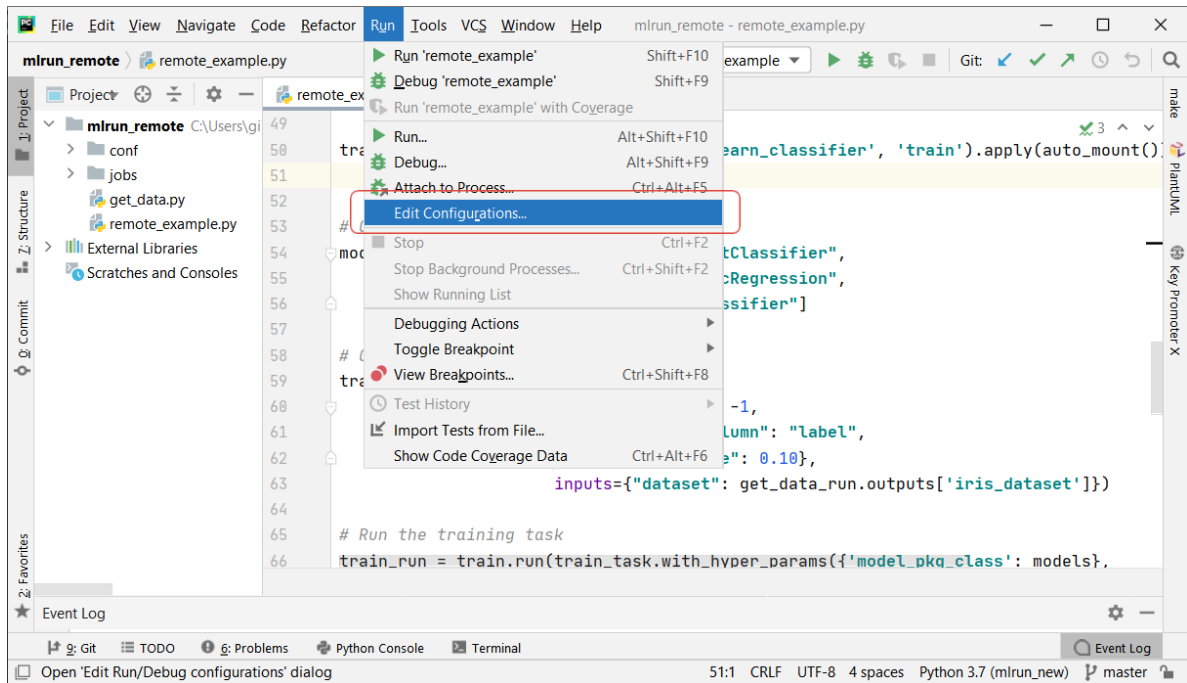 PC File Edit View Navigate Code Refactor Run Tools VCS Window Help mlrun_remote - remote_example.py
mlrun_remote remote_example.py example Git:
Project remote_ex
1: Project
7: Structure
0: Commit
2: Favorites
mlrun_remote C:\Users\gi
conf
jobs
get_data.py
remote_example.py
External Libraries
Scratches and Consoles
Run 'remote_example' Shift+F10
Debug 'remote_example' Shift+F9
Run 'remote_example' with Coverage
Run... Alt+Shift+F10
Debug... Alt+Shift+F9
Attach to Process... Ctrl+Alt+F5
Edit Configurations...
Stop Ctrl+F2
Stop Background Processes... Ctrl+Shift+F2
Show Running List
Debugging Actions
Toggle Breakpoint
View Breakpoints... Ctrl+Shift+F8
Test History
Import Tests from File...
Show Code Coverage Data Ctrl+Alt+F6
3
49
50 tra earn_classifier', 'train').apply(auto_mount())
51
52
53 # C
54 mod tClassifier",
55 cRegression",
56 ssifier"]
57
58 # C
59 tra
60 -1,
61 lumn": "label",
62 e": 0.10},
63 inputs={"dataset": get_data_run.outputs['iris_dataset']})
64
65 # Run the training task
66 train_run = train.run(train_task.with_hyper_params({'model_pkg_class': models},
make
PlantUML
Key Promoter X
Event Log
9: Git TODO 6: Problems Python Console Terminal Event Log
Open 'Edit Run/Debug configurations' dialog 51:1 CRLF UTF-8 4 spaces Python 3.7 (mlrun_new) master